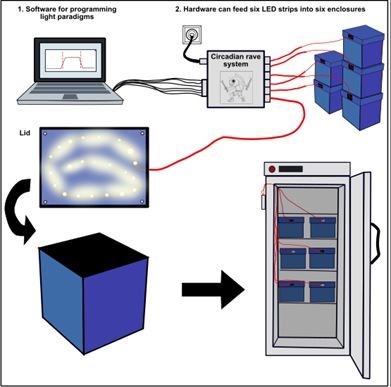 1. Software for programming
light paradigms
2. Hardware can feed six LED strips into six enclosures
Circadian rave
system
Lid